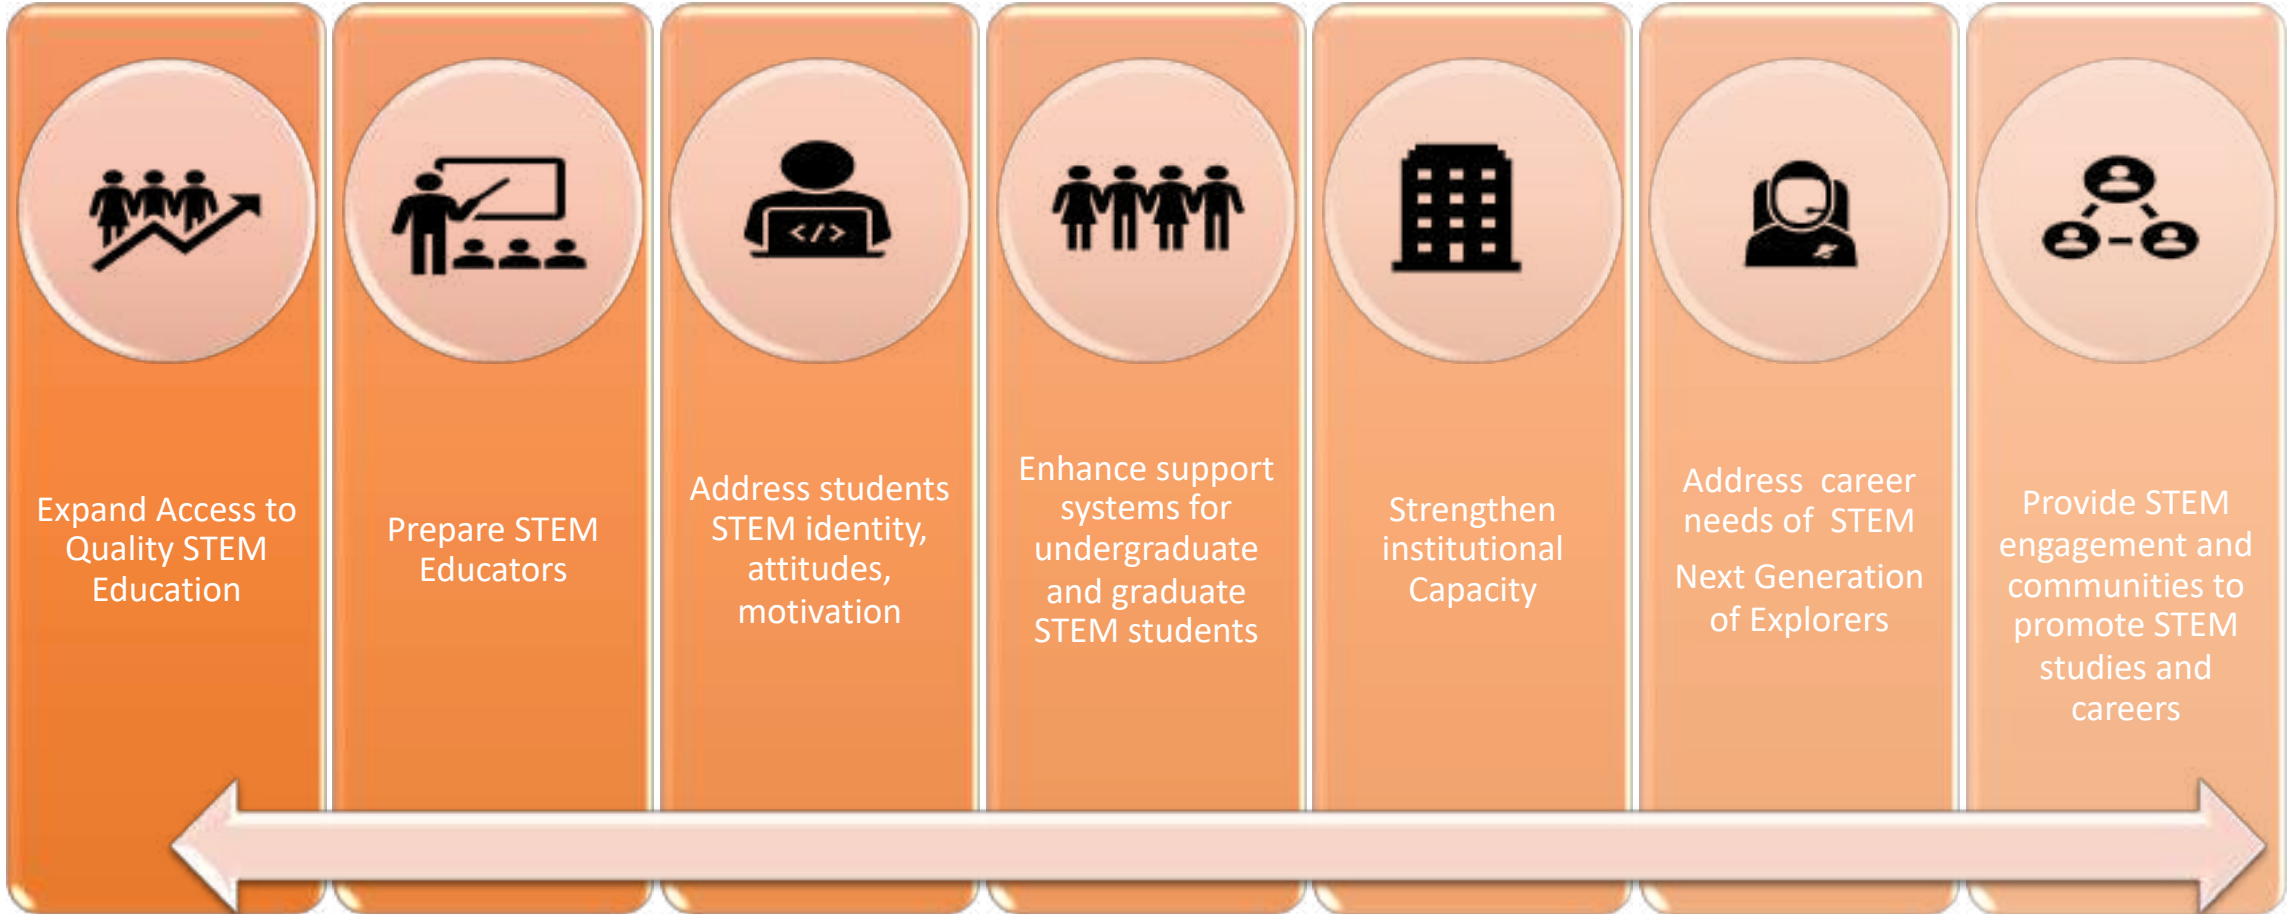 </>
Expand Access to
Quality STEM
Education
Prepare STEM
Educators
Address students
STEM identity,
attitudes,
motivation
Enhance support
systems for
undergraduate
and graduate
STEM students
Strengthen
institutional
Capacity
Address  career
needs of  STEM
Next Generation
of Explorers
Provide STEM
engagement and
communities to
promote STEM
studies and
careers